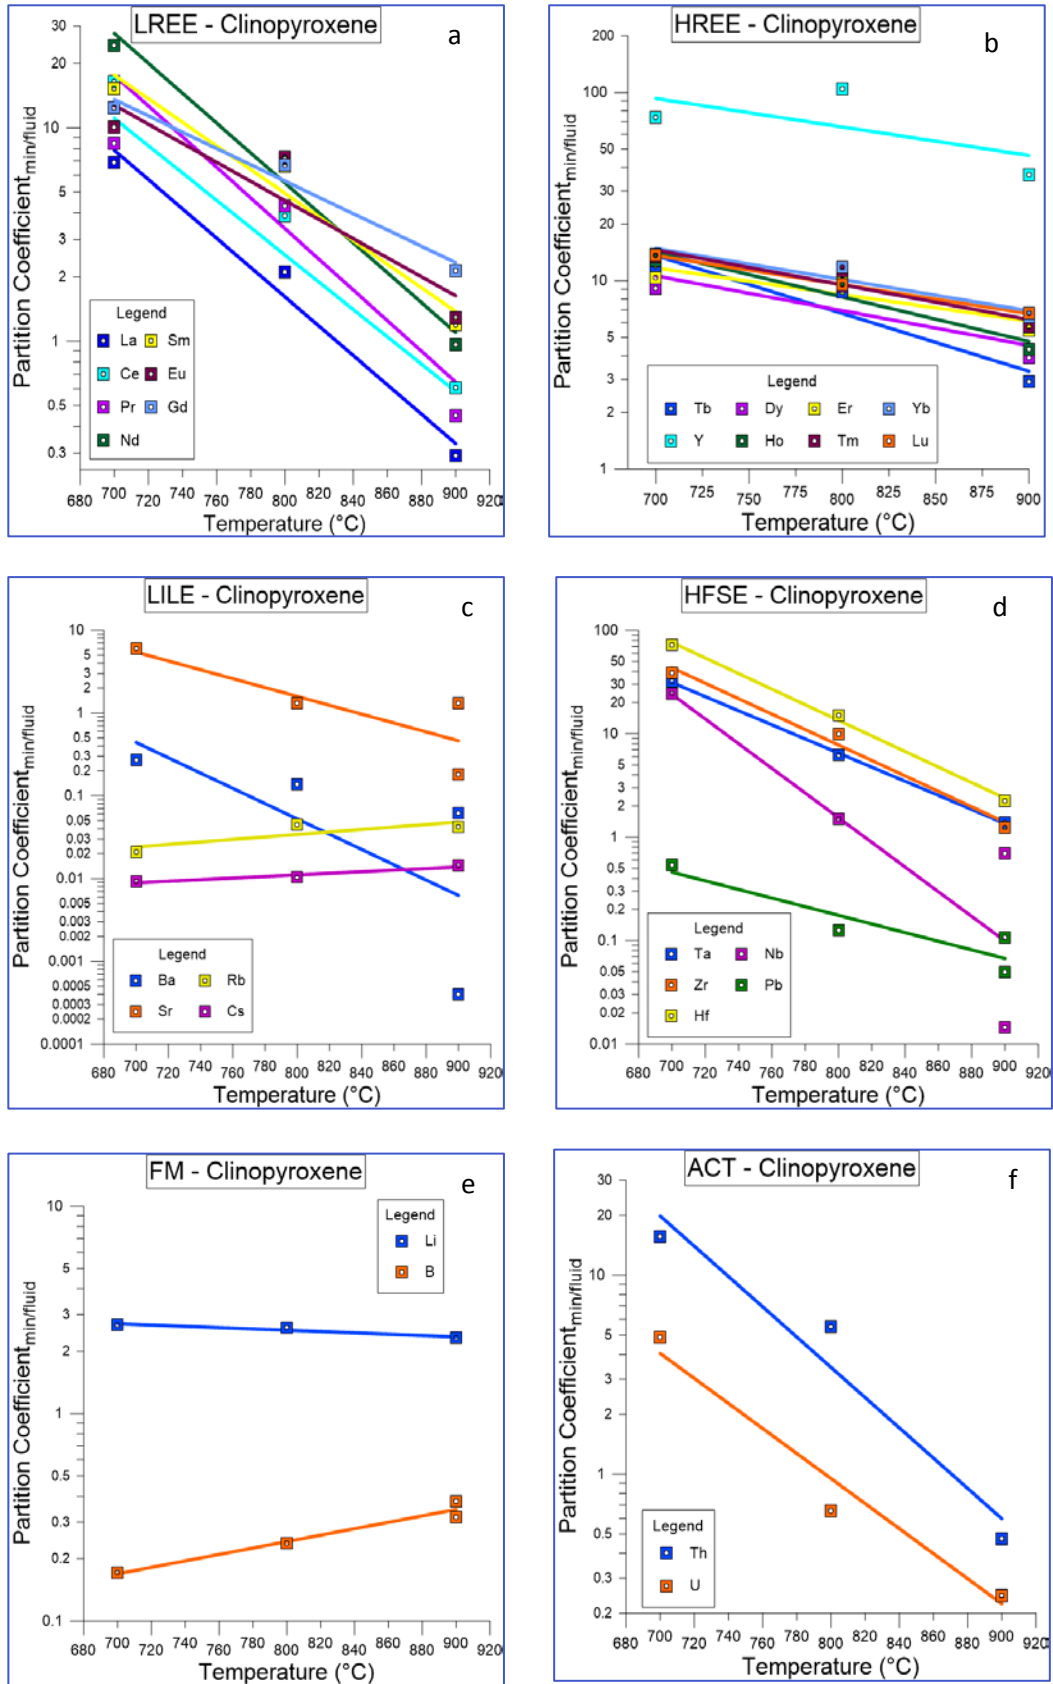 LREE - Clinopyroxene
a
Partition Coefficient min/fluid
30
20
10
5
3
2
1
0.5
0.3
Legend
La
Sm
Ce
Eu
Pr
Gd
Nd
680 700 720 740 760 780 800 820 840 860 880 900 920
Temperature (°C)
HREE - Clinopyroxene
b
Partition Coefficient min/fluid
200
100
50
30
20
10
5
3
2
1
Legend
Tb
Dy
Er
Yb
Y
Ho
Tm
Lu
700 725 750 775 800 825 850 875 900
Temperature (°C)
LILE - Clinopyroxene
c
Partition Coefficient min/fluid
10
5
3
2
1
0.5
0.3
0.2
0.1
0.05
0.03
0.02
0.01
0.005
0.003
0.002
0.001
0.0005
0.0003
0.0002
0.0001
Legend
Ba
Rb
Sr
Cs
680 700 720 740 760 780 800 820 840 860 880 900 920
Temperature (°C)
HFSE - Clinopyroxene
d
Partition Coefficient min/fluid
100
50
30
20
10
5
3
2
1
0.5
0.3
0.2
0.1
0.05
0.03
0.02
0.01
Legend
Ta
Nb
Zr
Pb
Hf
680 700 720 740 760 780 800 820 840 860 880 900 920
Temperature (°C)
FM - Clinopyroxene
e
Partition Coefficient min/fluid
10
5
3
2
1
0.5
0.3
0.2
0.1
Legend
Li
B
680 700 720 740 760 780 800 820 840 860 880 900 920
Temperature (°C)
ACT - Clinopyroxene
f
Partition Coefficient min/fluid
30
20
10
5
3
2
1
0.5
0.3
0.2
Legend
Th
U
680 700 720 740 760 780 800 820 840 860 880 900 920
Temperature (°C)